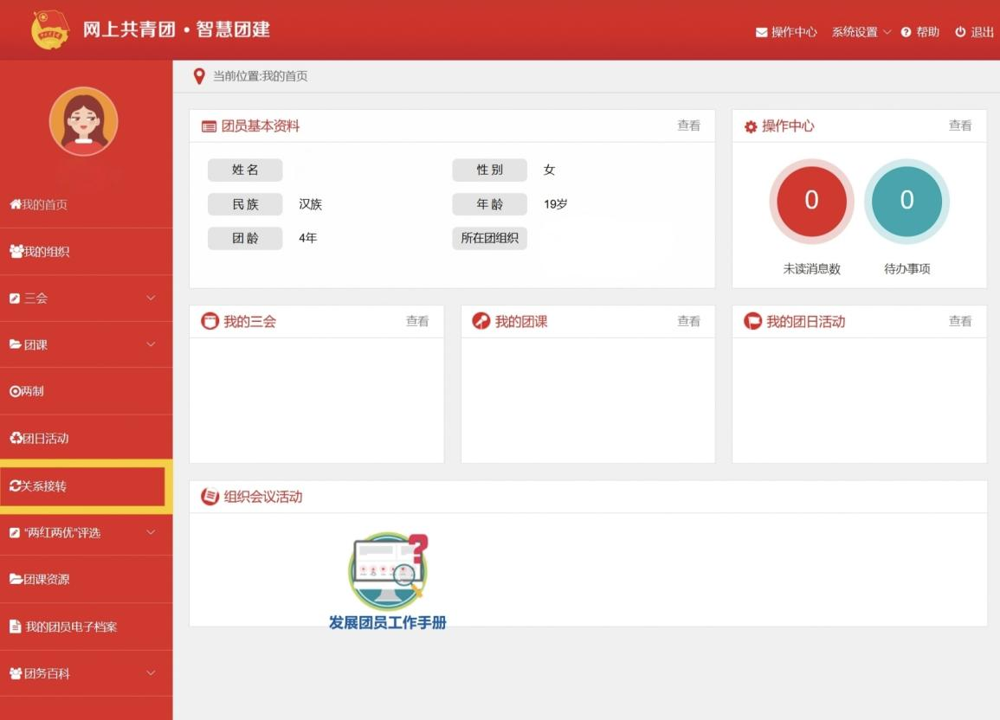 网上共青团·智慧团建
操作中心 系统设置 帮助 退出
当前位置:我的首页
我的首页
我的组织
三会
团课
两制
团日活动
关系接转
“两红两优”评选
团课资源
我的团员电子档案
团务百科
团员基本资料 查看
姓名 性别 女
民族 汉族 年龄 19岁
团龄 4年 所在团组织
操作中心 查看
0 0
未读消息数 待办事项
我的三会 查看
我的团课 查看
我的团日活动 查看
组织会议活动
?
发展团员工作手册